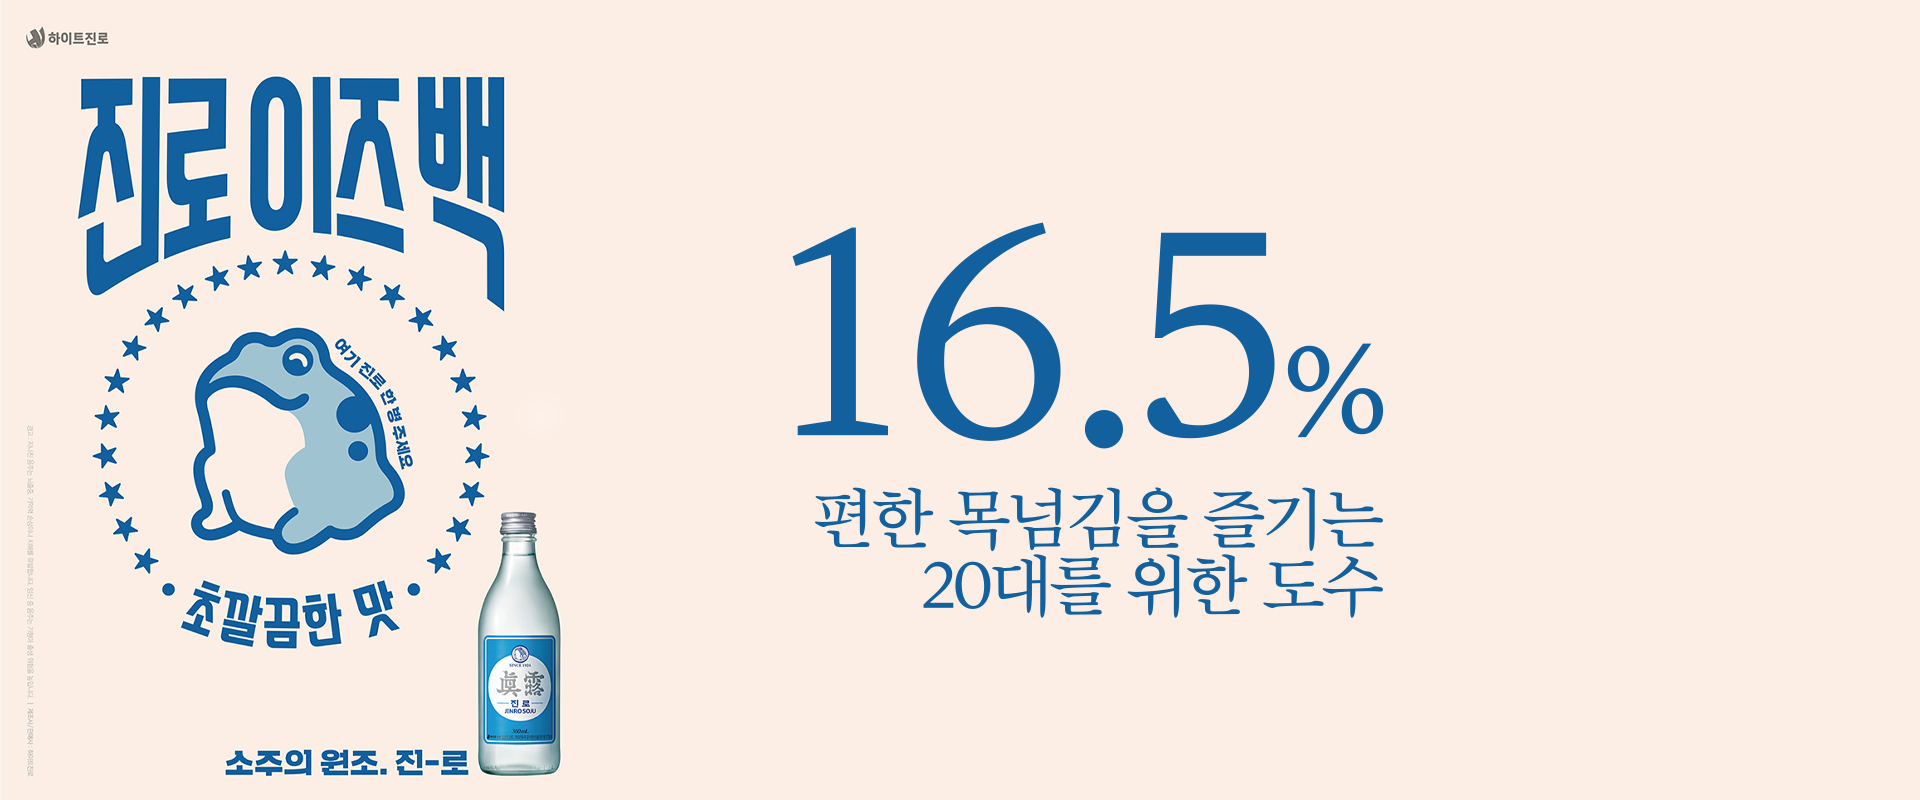 하이트진로
진로이즈백
여기 진로 한 병 주세요
초깔끔한 맛
SINCE 1924
眞露
진로
JINRO SOJU
360mL
소주의 원조. 진-로
16.5%
편한 목넘김을 즐기는
20대를 위한 도수